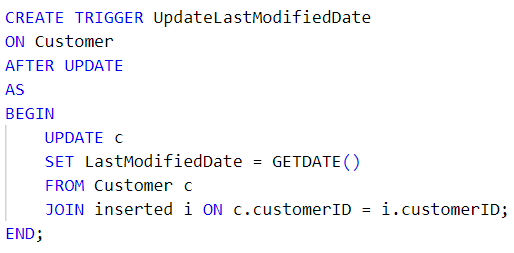 CREATE TRIGGER UpdateLastModifiedDate
ON Customer
AFTER UPDATE
AS
BEGIN
    UPDATE c
    SET LastModifiedDate = GETDATE()
    FROM Customer c
    JOIN inserted i ON c.customerID = i.customerID;
END;